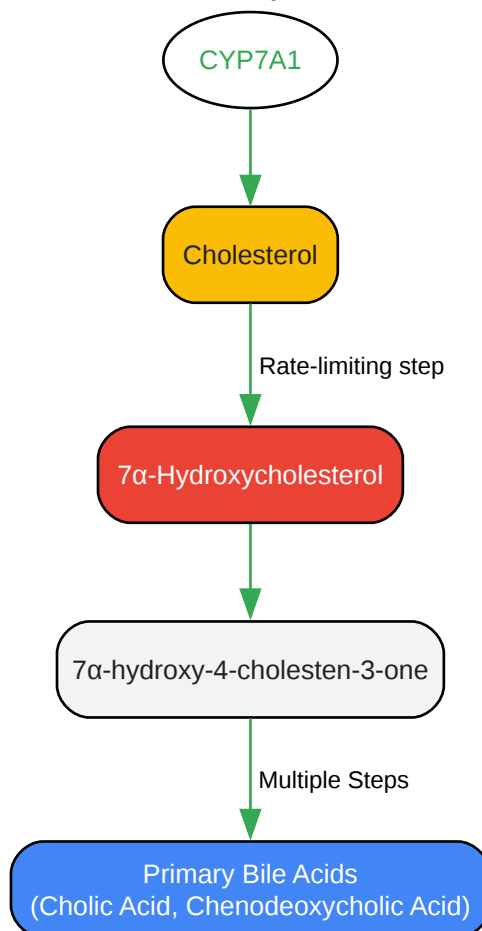 CYP7A1
Cholesterol
Rate-limiting step
7α-Hydroxycholesterol
7α-hydroxy-4-cholesten-3-one
Multiple Steps
Primary Bile Acids
(Cholic Acid, Chenodeoxycholic Acid)